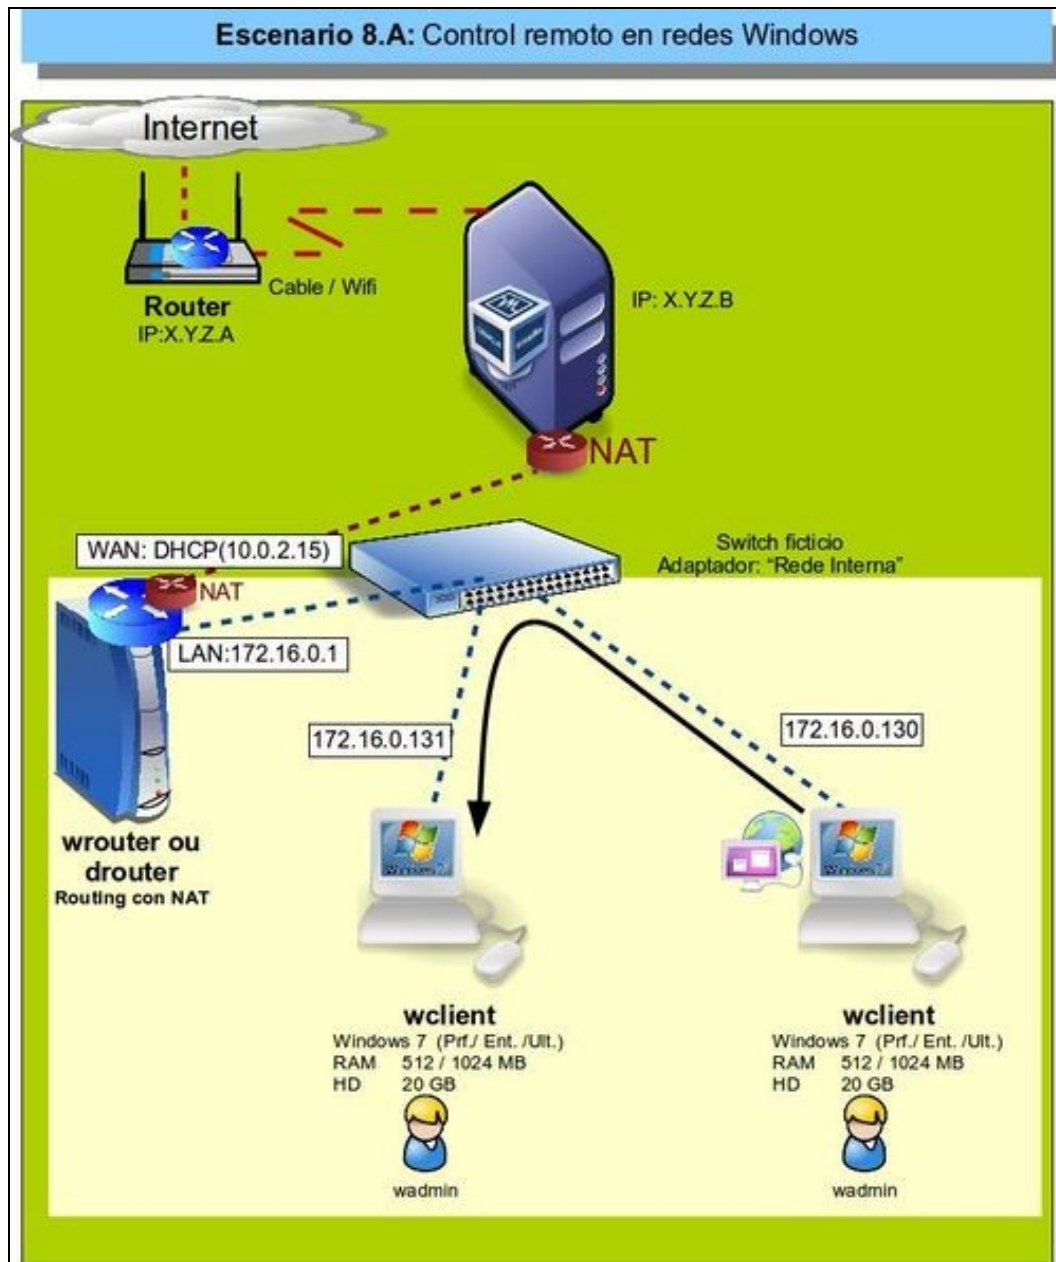 Escenario 8.A: Control remoto en redes Windows
Internet
Cable / Wifi
Router
IP:X.Y.Z.A
IP: X.Y.Z.B
NAT
WAN: DHCP(10.0.2.15)
Switch ficticio
Adaptador: "Rede Interna"
NAT
LAN:172.16.0.1
172.16.0.131
172.16.0.130
wrouter ou
drouter
Routing con NAT
wclient
Windows 7 (Prf./ Ent. /Ult.)
RAM 512 / 1024 MB
HD 20 GB
wadmin
wclient
Windows 7 (Prf./ Ent. /Ult.)
RAM 512 / 1024 MB
HD 20 GB
wadmin